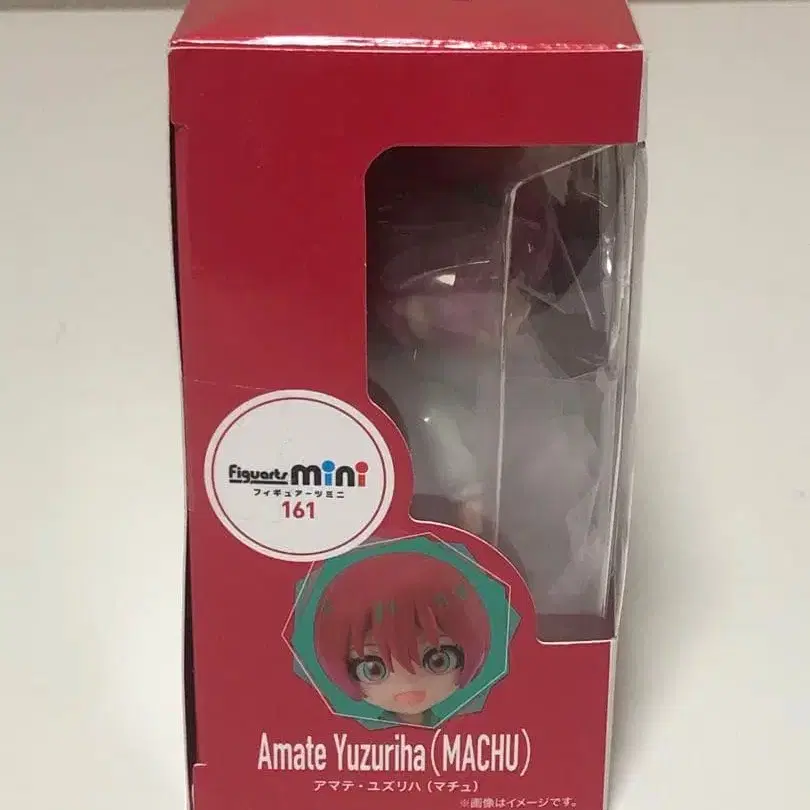 Figuarts mini
フィギュアーツミニ
161
Amate Yuzuriha (MACHU)
アマテ・ユズリハ (マチュ)
※画像はイメージです。